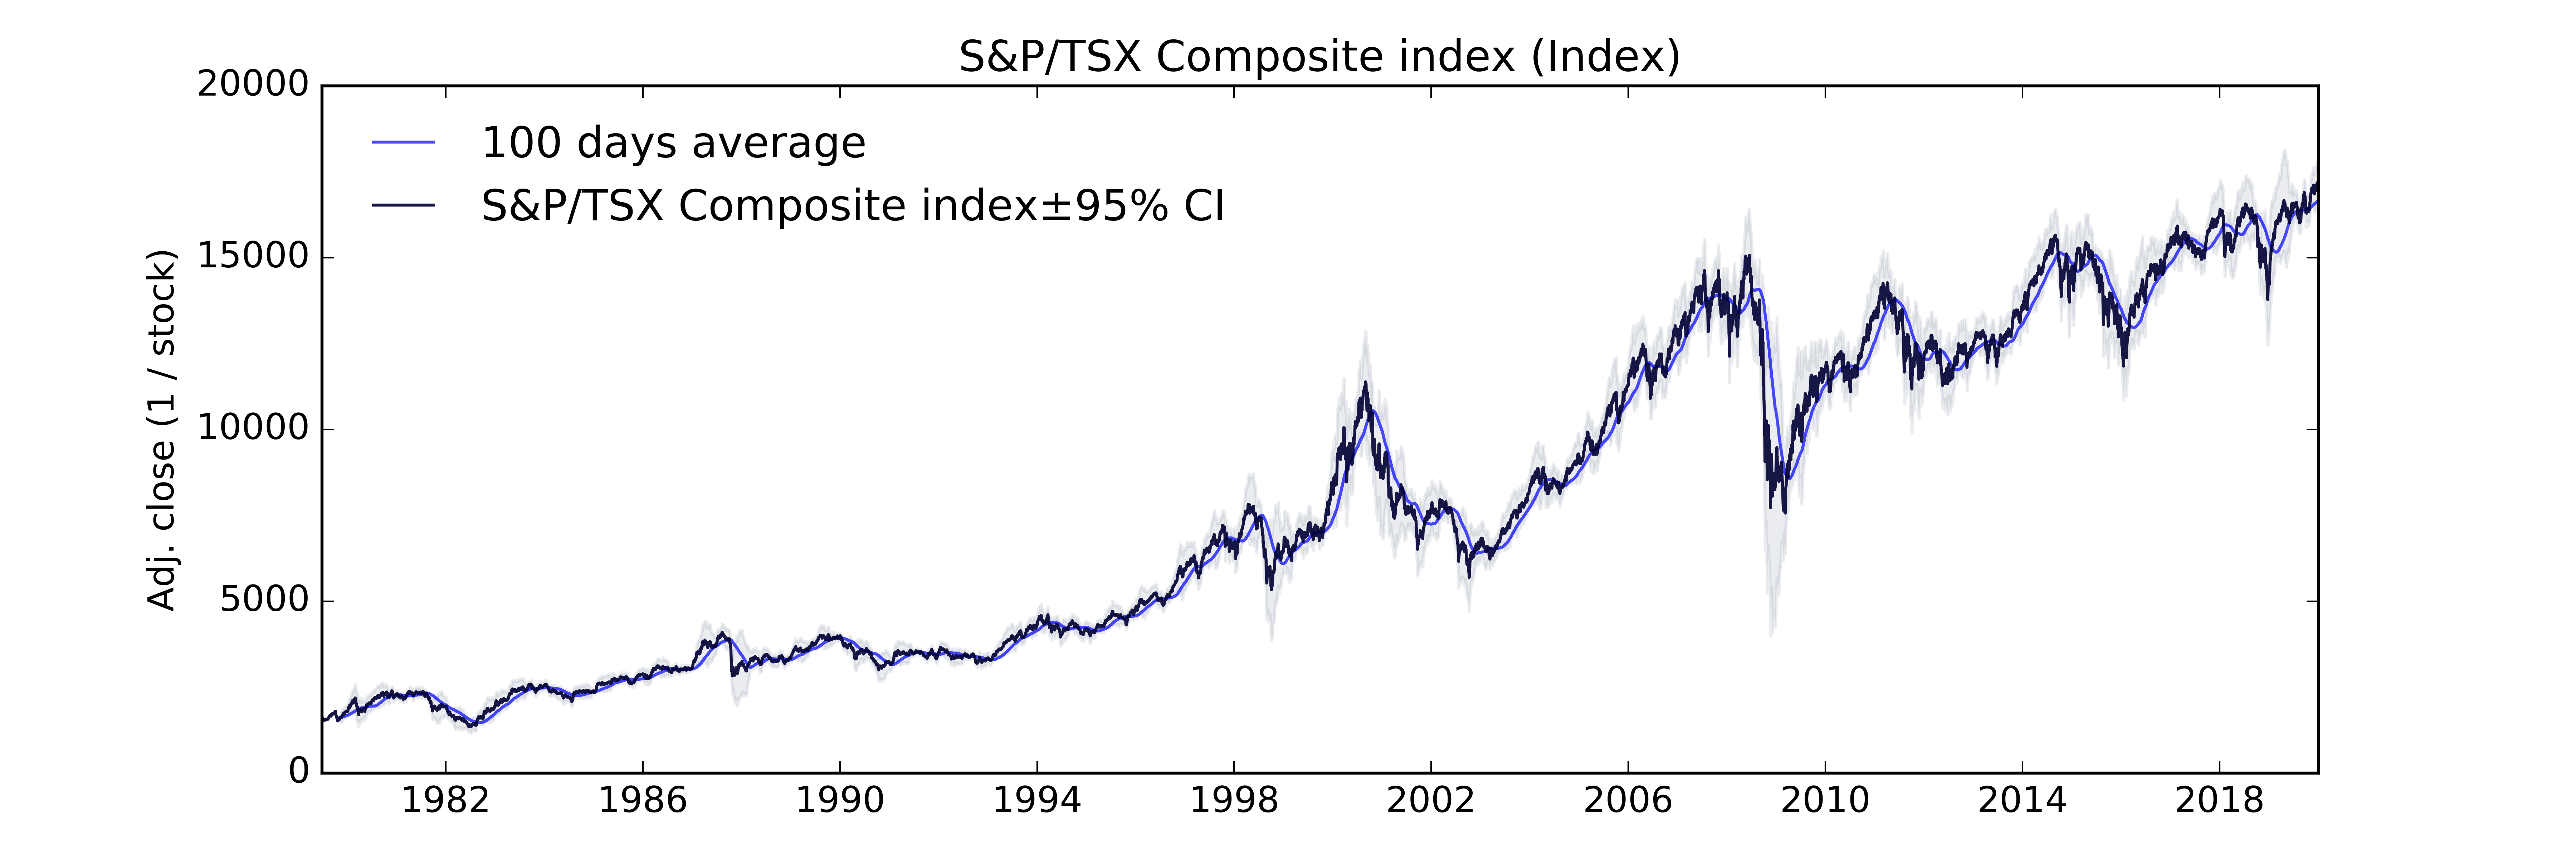 S&P/TSX Composite index (Index)
20000
15000
10000
5000
0
Adj. close (1 / stock)
100 days average
S&P/TSX Composite index±95% CI
1982 1986 1990 1994 1998 2002 2006 2010 2014 2018